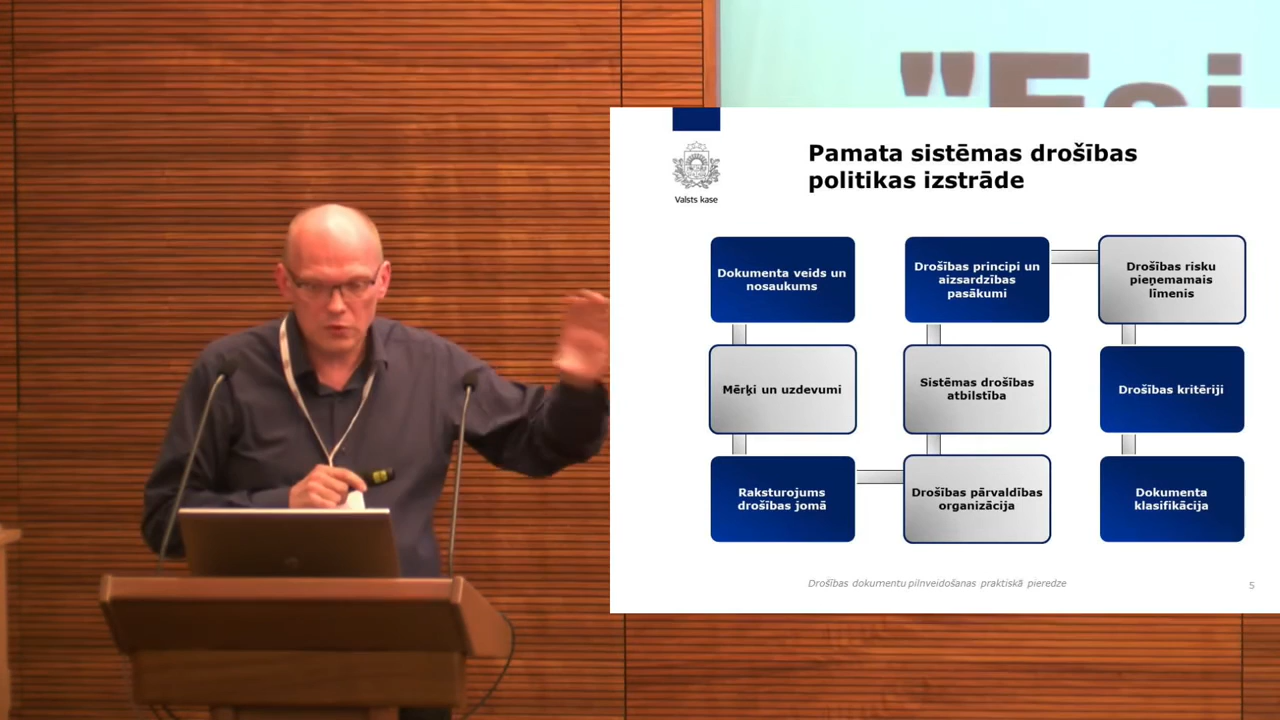 "Esi
Pamata sistēmas drošības
politikas izstrāde
Valsts kase
Dokumenta veids un
nosaukums
Mērķi un uzdevumi
Raksturojums
drošības jomā
Drošības pārvaldības
organizācija
Sistēmas drošības
atbilstība
Drošības principi un
aizsardzības
pasākumi
Drošības risku
pieņemamais
līmenis
Drošības kritēriji
Dokumenta
klasifikācija
Drošības dokumentu pilnveidošanas praktiskā pieredze
5